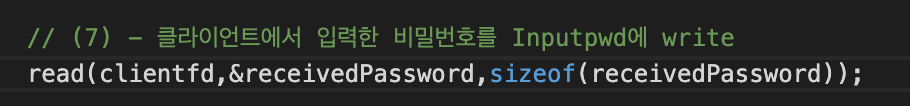 // (7) – 클라이언트에서 입력한 비밀번호를 Inputpwd에 write
read(clientfd,&receivedPassword,sizeof(receivedPassword));